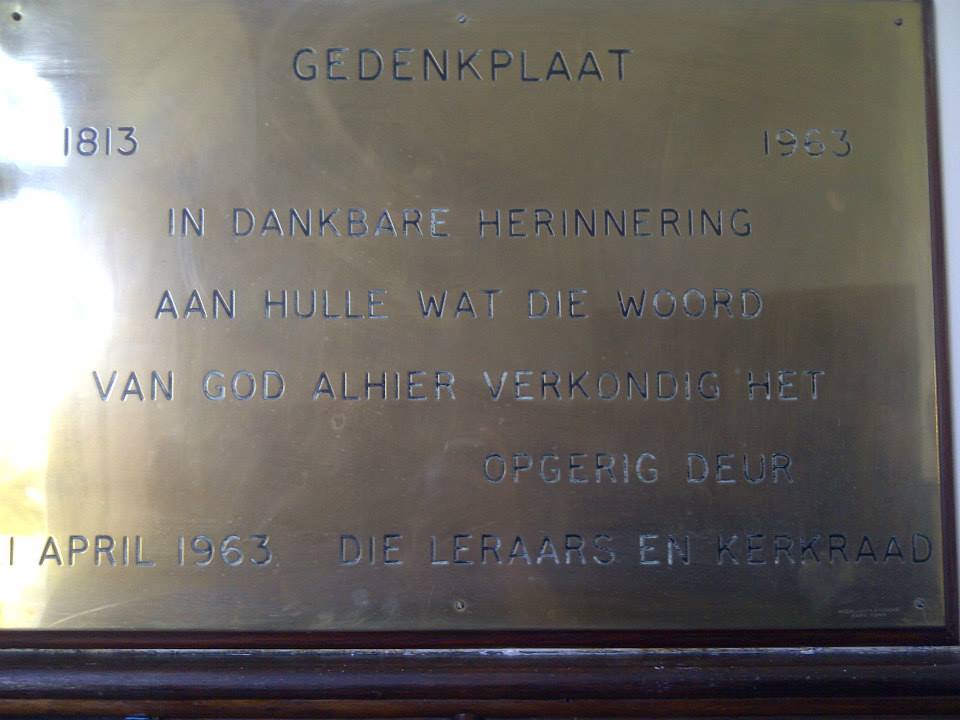 GEDENKPLAAT
1813 1963
IN DANKBARE HERINNERING
AAN HULLE WAT DIE WOORD
VAN GOD ALHIER VERKONDIG HET
OPGERIG DEUR
1 APRIL 1963. DIE LERAARS EN KERKRAAD